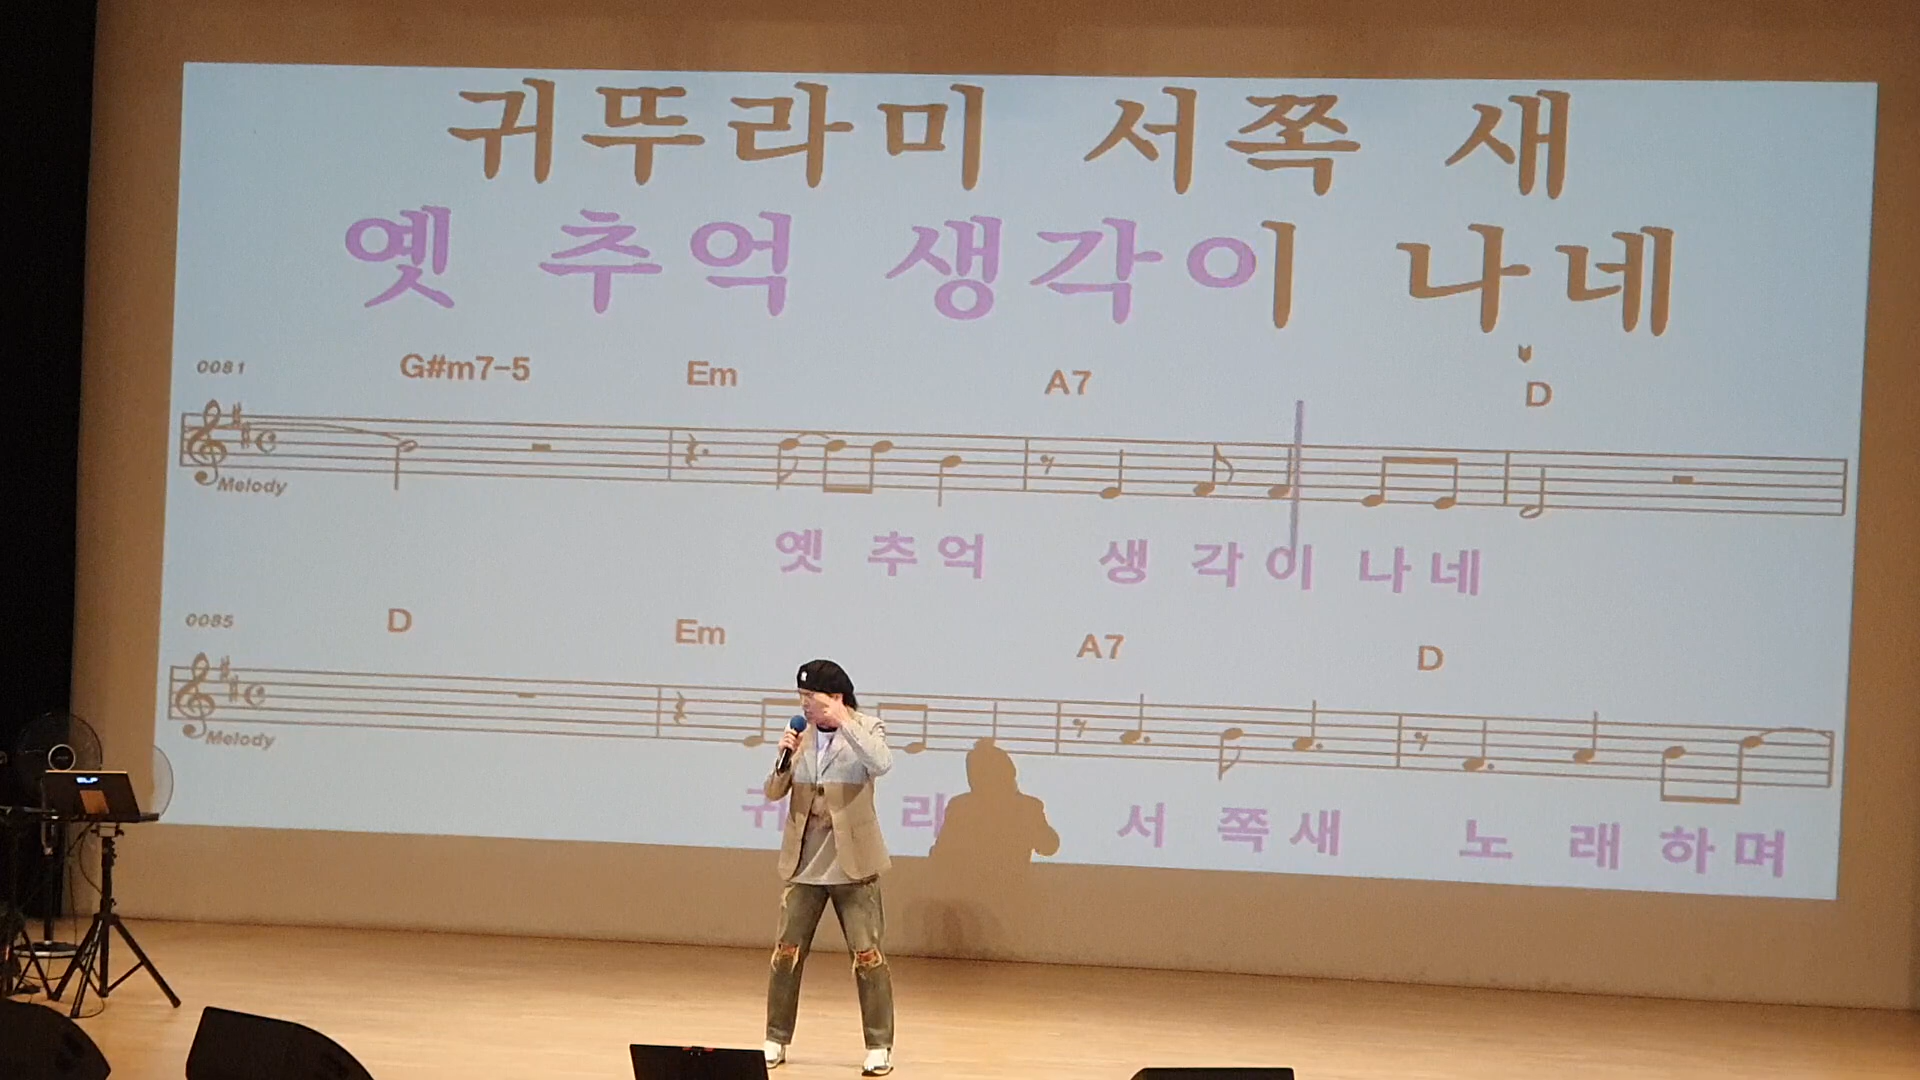 귀뚜라미 서쪽 새
옛 추억 생각이 나네
0081 G#m7-5 Em A7 D
Melody
옛 추 억 생 각 이 나 네
0085 D Em A7 D
Melody
귀 라 서 쪽 새 노 래 하 며